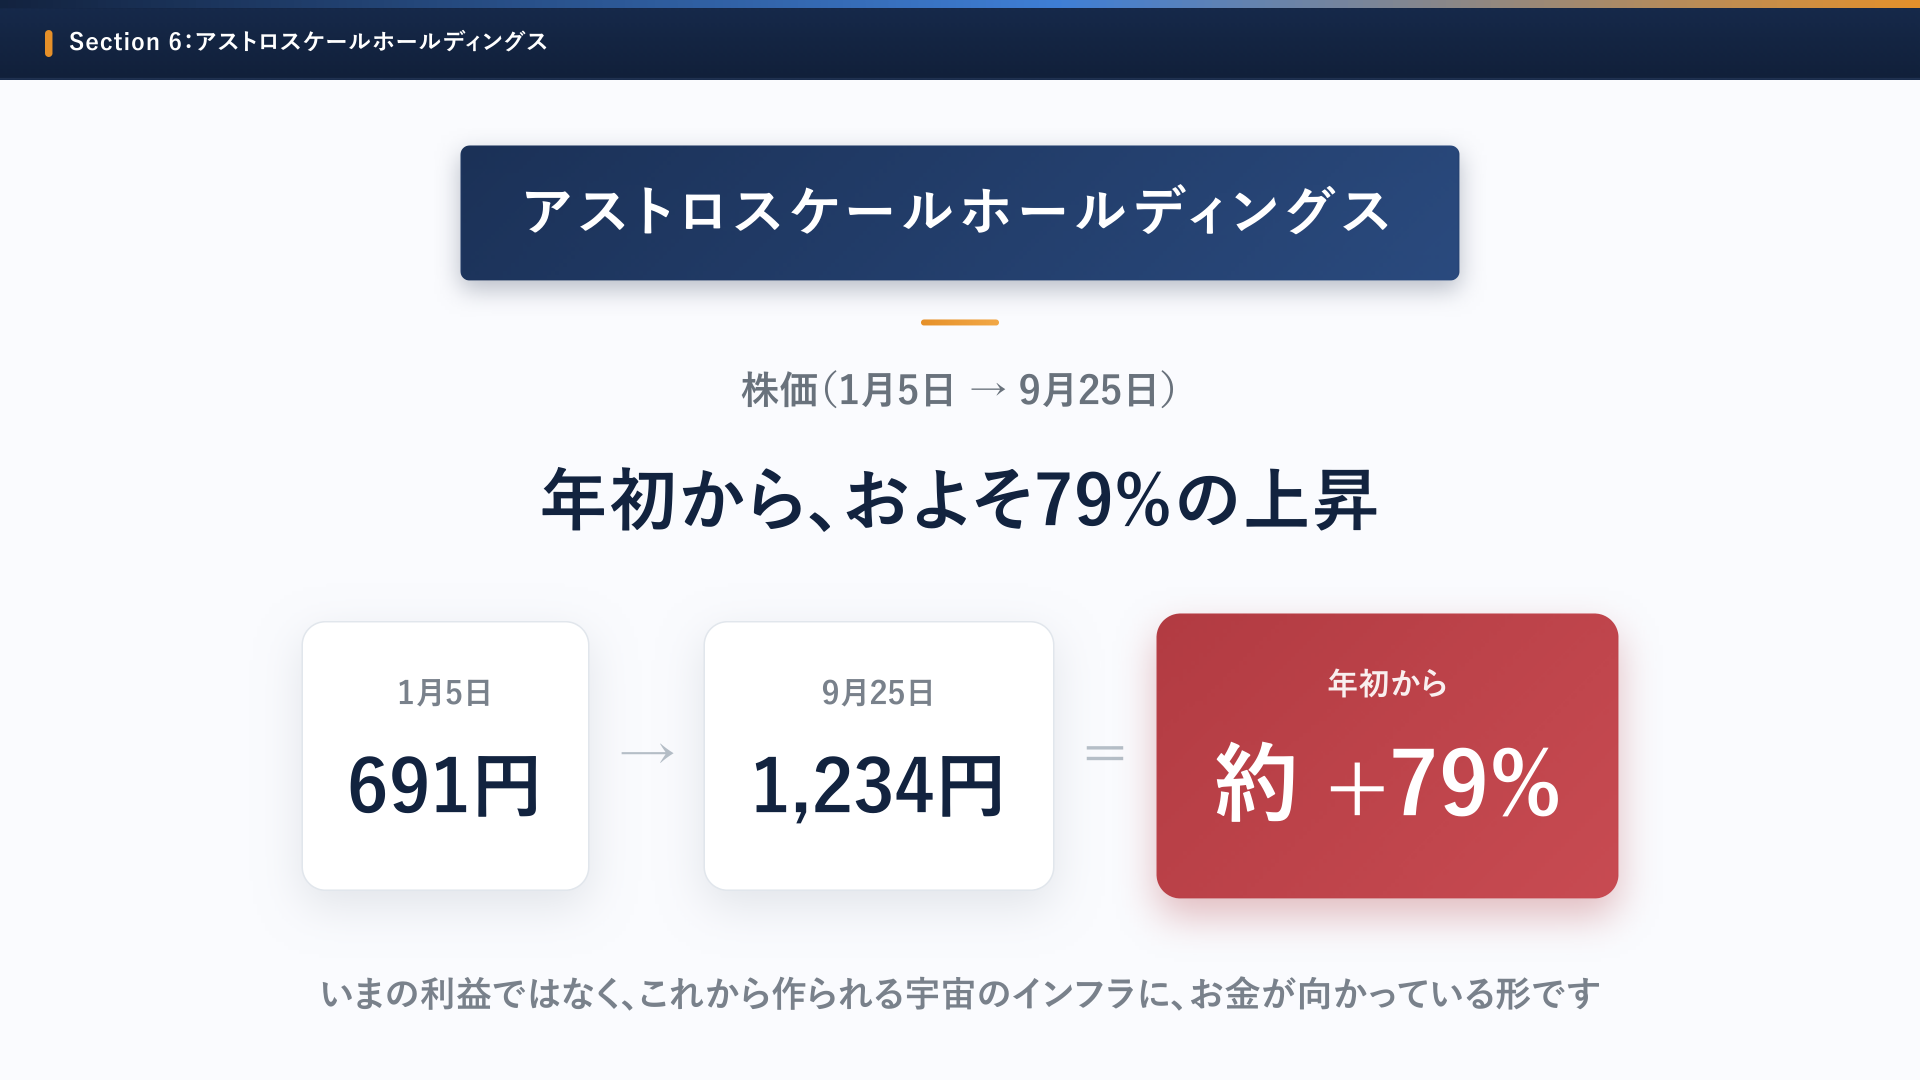 Section 6：アストロスケールホールディングス
アストロスケールホールディングス
株価（1月5日 → 9月25日）
年初から、およそ79%の上昇
1月5日
691円
→
9月25日
1,234円
＝
年初から
約 +79%
いまの利益ではなく、これから作られる宇宙のインフラに、お金が向かっている形です